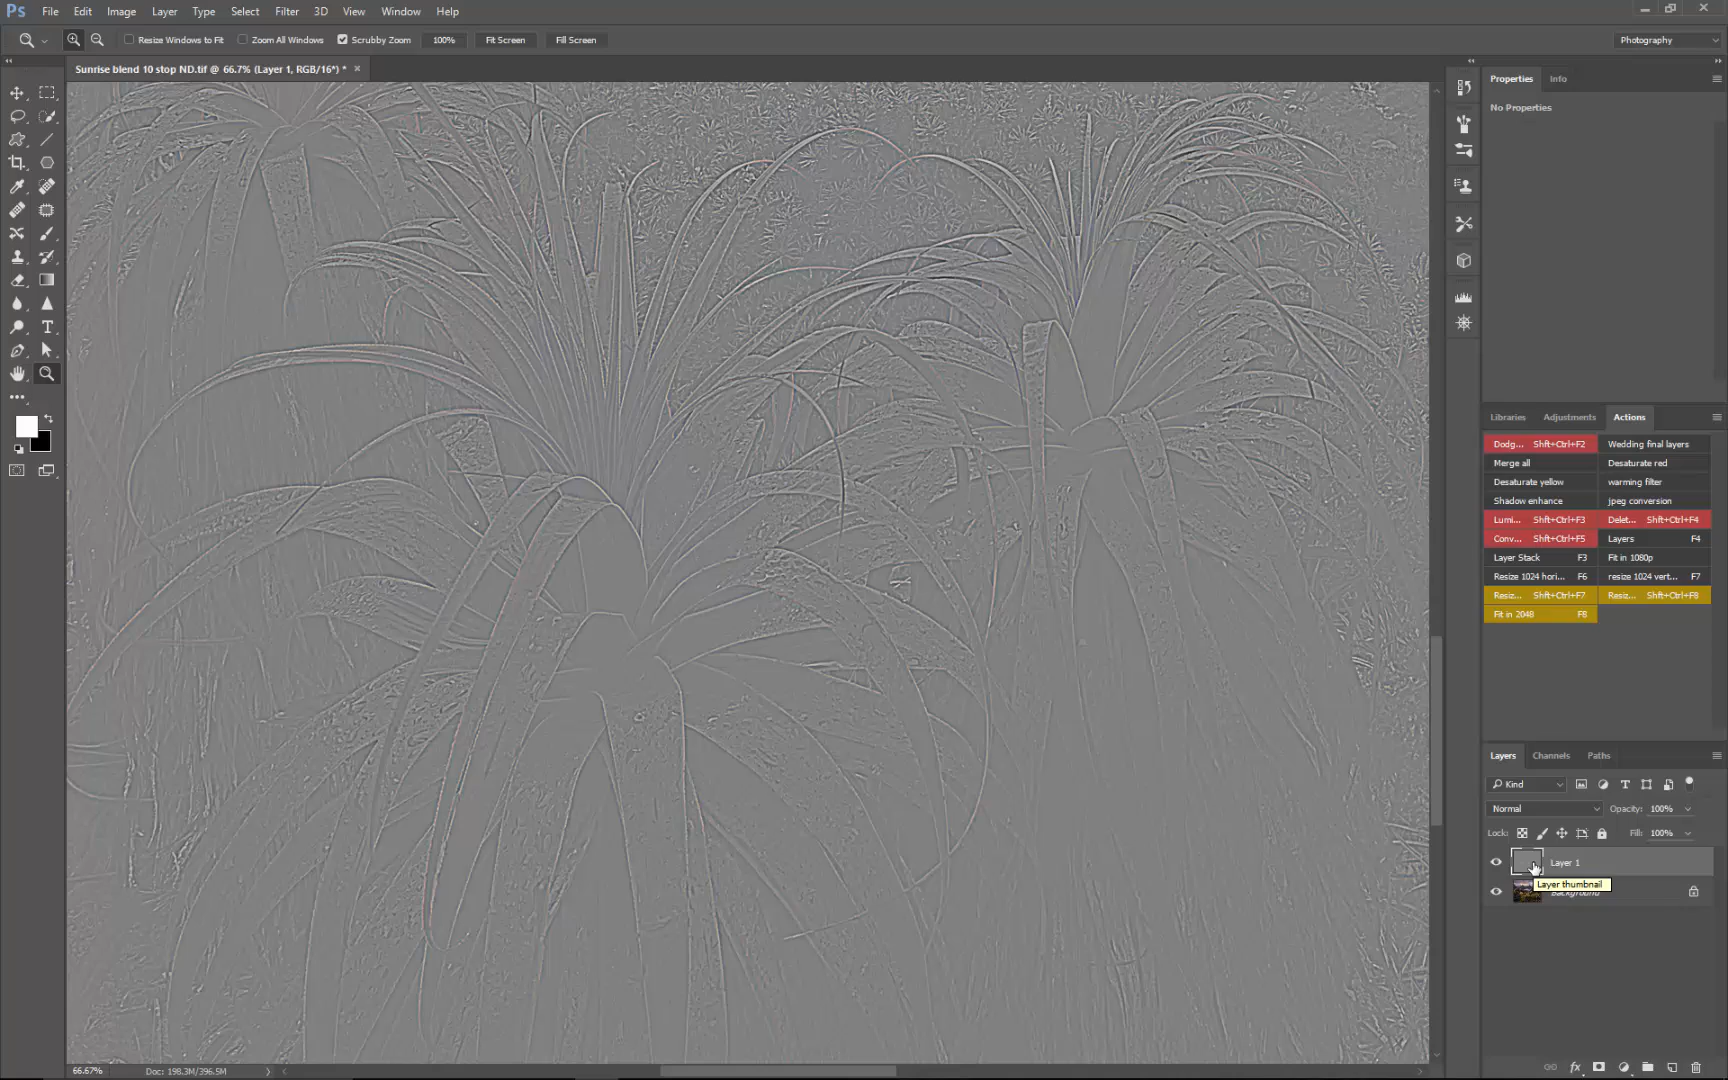 Ps File Edit Image Layer Type Select Filter 3D View Window Help
Resize Windows to Fit Zoom All Windows Scrubby Zoom 100% Fit Screen Fill Screen Photography
Sunrise blend 10 stop ND.tif @ 66.7% (Layer 1, RGB/16*) *
Properties Info
No Properties
Libraries Adjustments Actions
Dodg... Shft+Ctrl+F2 Wedding final layers
Merge all Desaturate red
Desaturate yellow warming filter
Shadow enhance jpeg conversion
Lumi... Shft+Ctrl+F3 Delet... Shft+Ctrl+F4
Conv... Shft+Ctrl+F5 Layers F4
Layer Stack F3 Fit in 1080p
Resize 1024 hori... F6 resize 1024 vert... F7
Resiz... Shft+Ctrl+F7 Resiz... Shft+Ctrl+F8
Fit in 2048 F8
Layers Channels Paths
Kind
Normal Opacity: 100%
Lock: Fill: 100%
Layer 1
Layer thumbnail
Background
66.67% Doc: 198.3M/396.5M